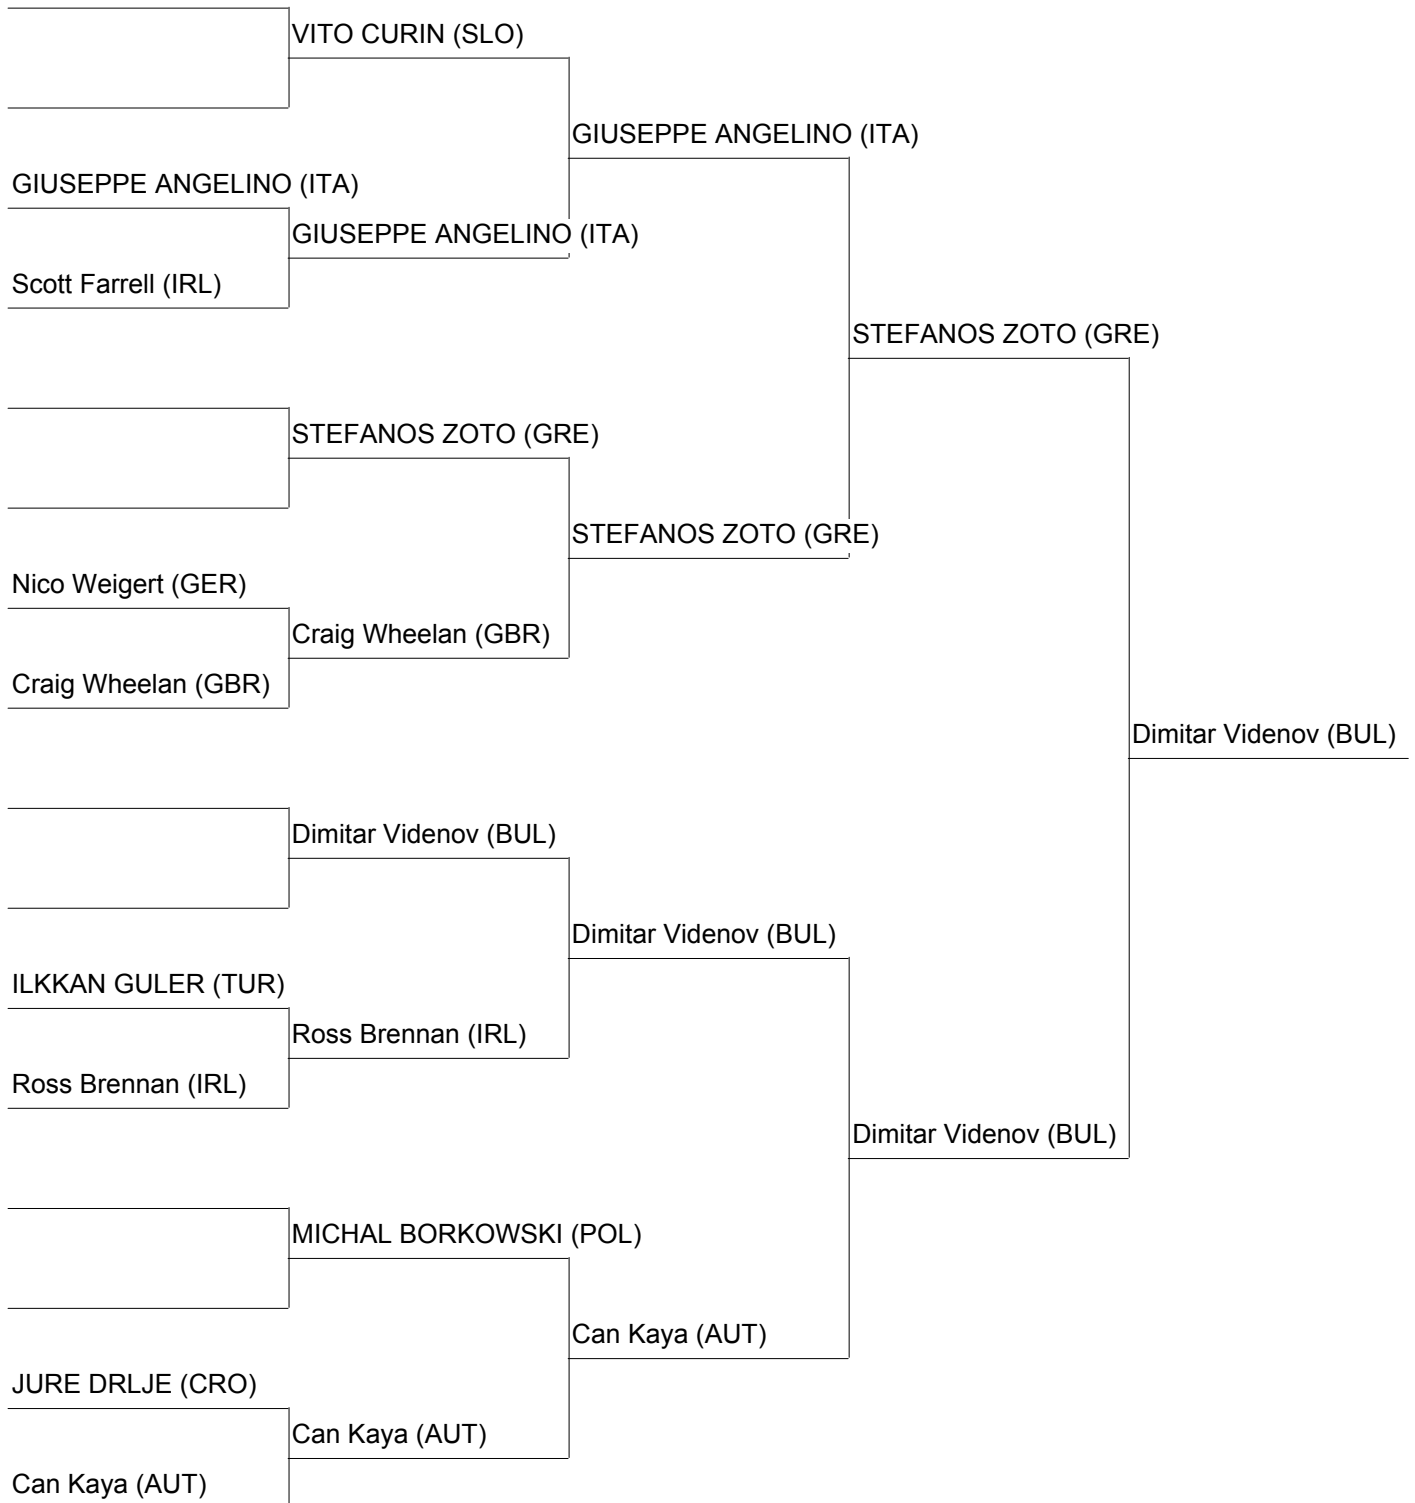 VITO CURIN (SLO)
GIUSEPPE ANGELINO (ITA)
GIUSEPPE ANGELINO (ITA)
GIUSEPPE ANGELINO (ITA)
Scott Farrell (IRL)
STEFANOS ZOTO (GRE)
STEFANOS ZOTO (GRE)
STEFANOS ZOTO (GRE)
Nico Weigert (GER)
Craig Wheelan (GBR)
Craig Wheelan (GBR)
Dimitar Videnov (BUL)
Dimitar Videnov (BUL)
Dimitar Videnov (BUL)
ILKKAN GULER (TUR)
Ross Brennan (IRL)
Ross Brennan (IRL)
Dimitar Videnov (BUL)
MICHAL BORKOWSKI (POL)
Can Kaya (AUT)
JURE DRLJE (CRO)
Can Kaya (AUT)
Can Kaya (AUT)